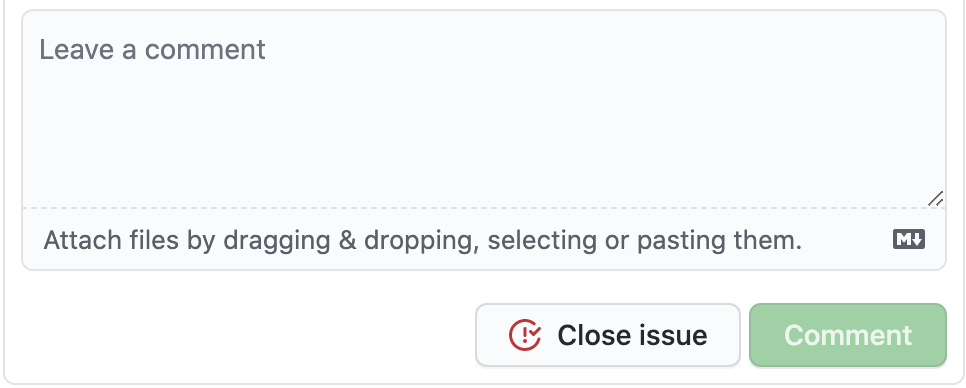 Leave a comment
Attach files by dragging & dropping, selecting or pasting them.
M↓
Close issue
Comment